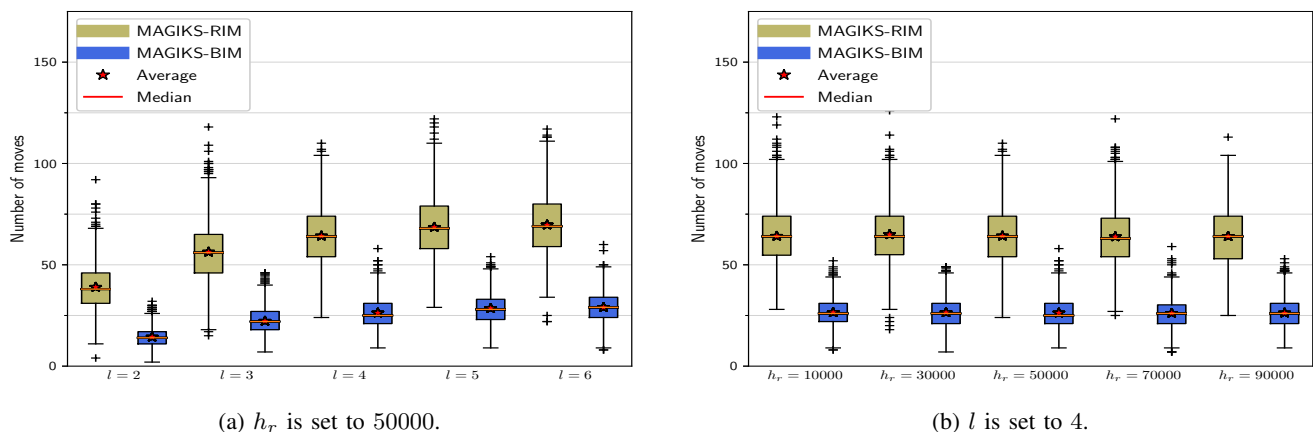 MAGIKS-RIM
MAGIKS-BIM
Average
Median
Number of moves
150
100
50
0
l = 2
l = 3
l = 4
l = 5
l = 6
(a) h_r is set to 50000.
MAGIKS-RIM
MAGIKS-BIM
Average
Median
Number of moves
150
100
50
0
h_r = 10000
h_r = 30000
h_r = 50000
h_r = 70000
h_r = 90000
(b) l is set to 4.